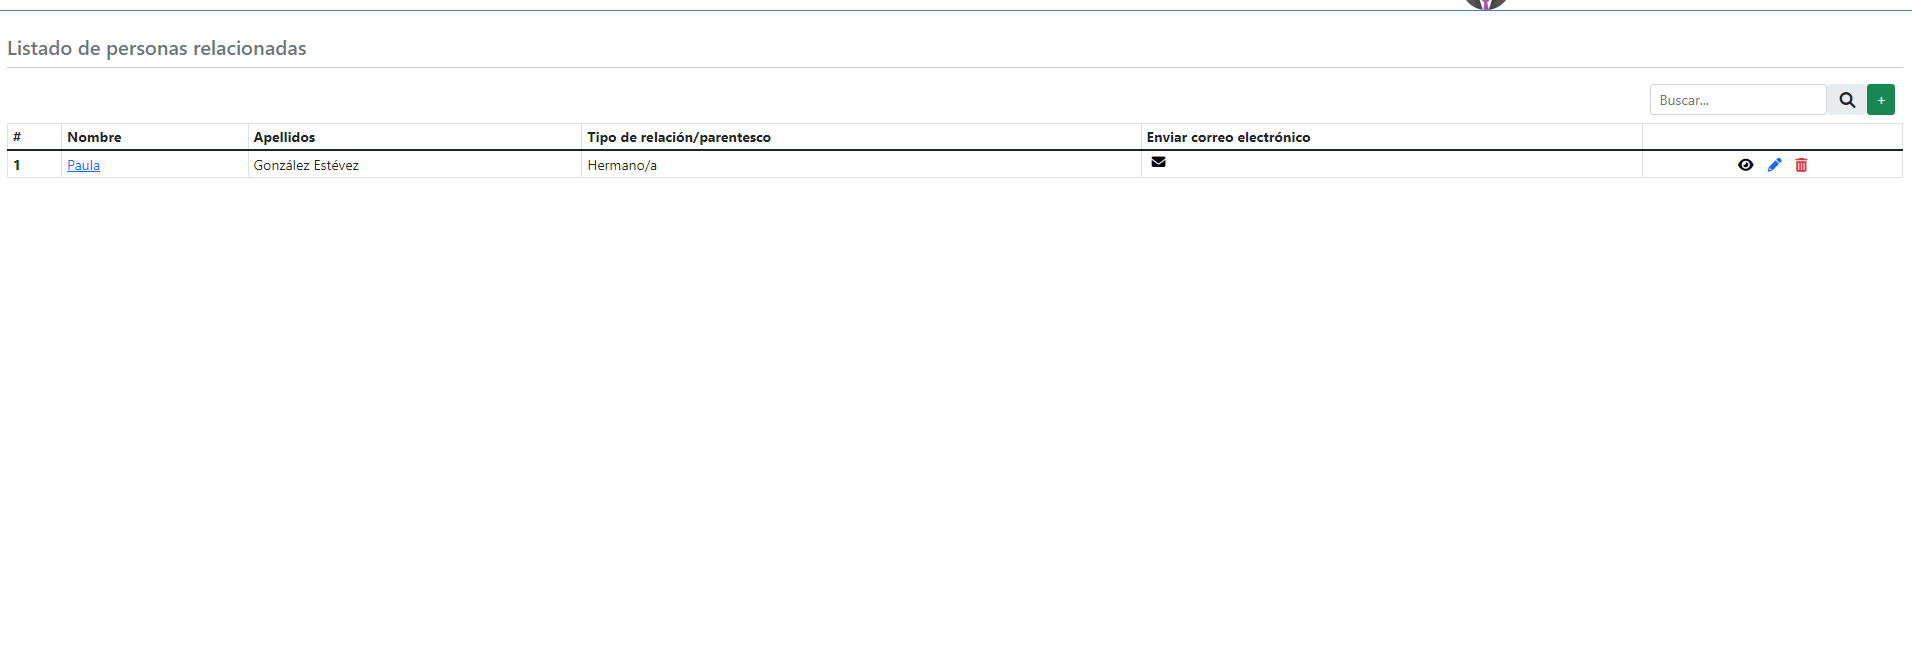 Listado de personas relacionadas
Buscar... +
# Nombre Apellidos Tipo de relación/parentesco Enviar correo electrónico
1 Paula González Estévez Hermano/a